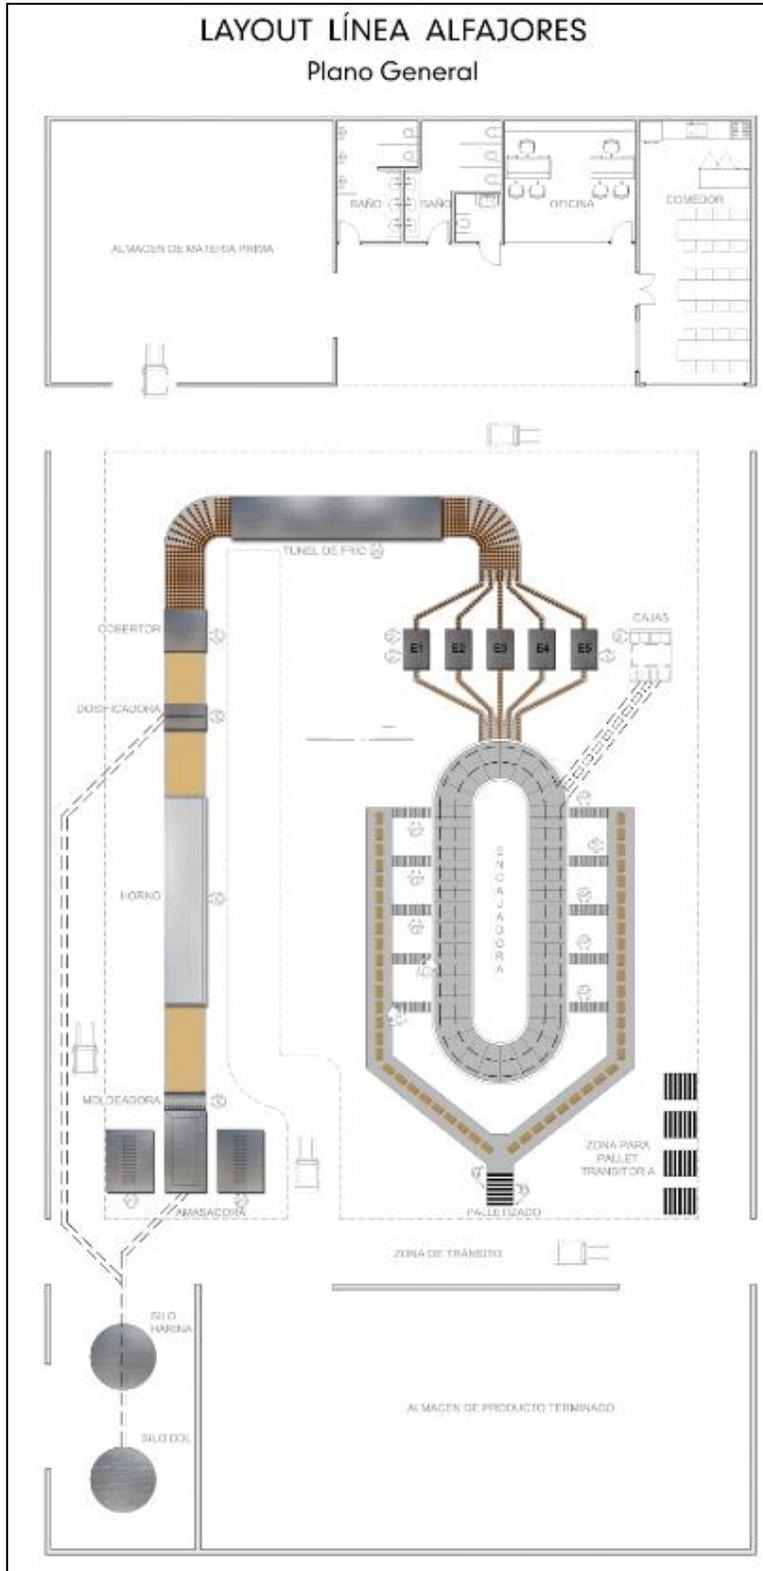 LAYOUT LÍNEA ALFAJORES
Plano General
BAÑO
BAÑO
OFICINA
COMEDOR
ALMACEN DE MATERIA PRIMA
TUNEL DE FRIO
COBERTOR
E1
E2
E3
E4
E5
CAJAS
DOSIFICADORA
HORNO
ENCAJADORA
MOLDEADORA
AMASADORA
ZONA PARA
PALLET
TRANSITORIA
PALLETIZADO
ZONA DE TRÁNSITO
SILO
HARINA
SILO DDL
ALMACEN DE PRODUCTO TERMINADO